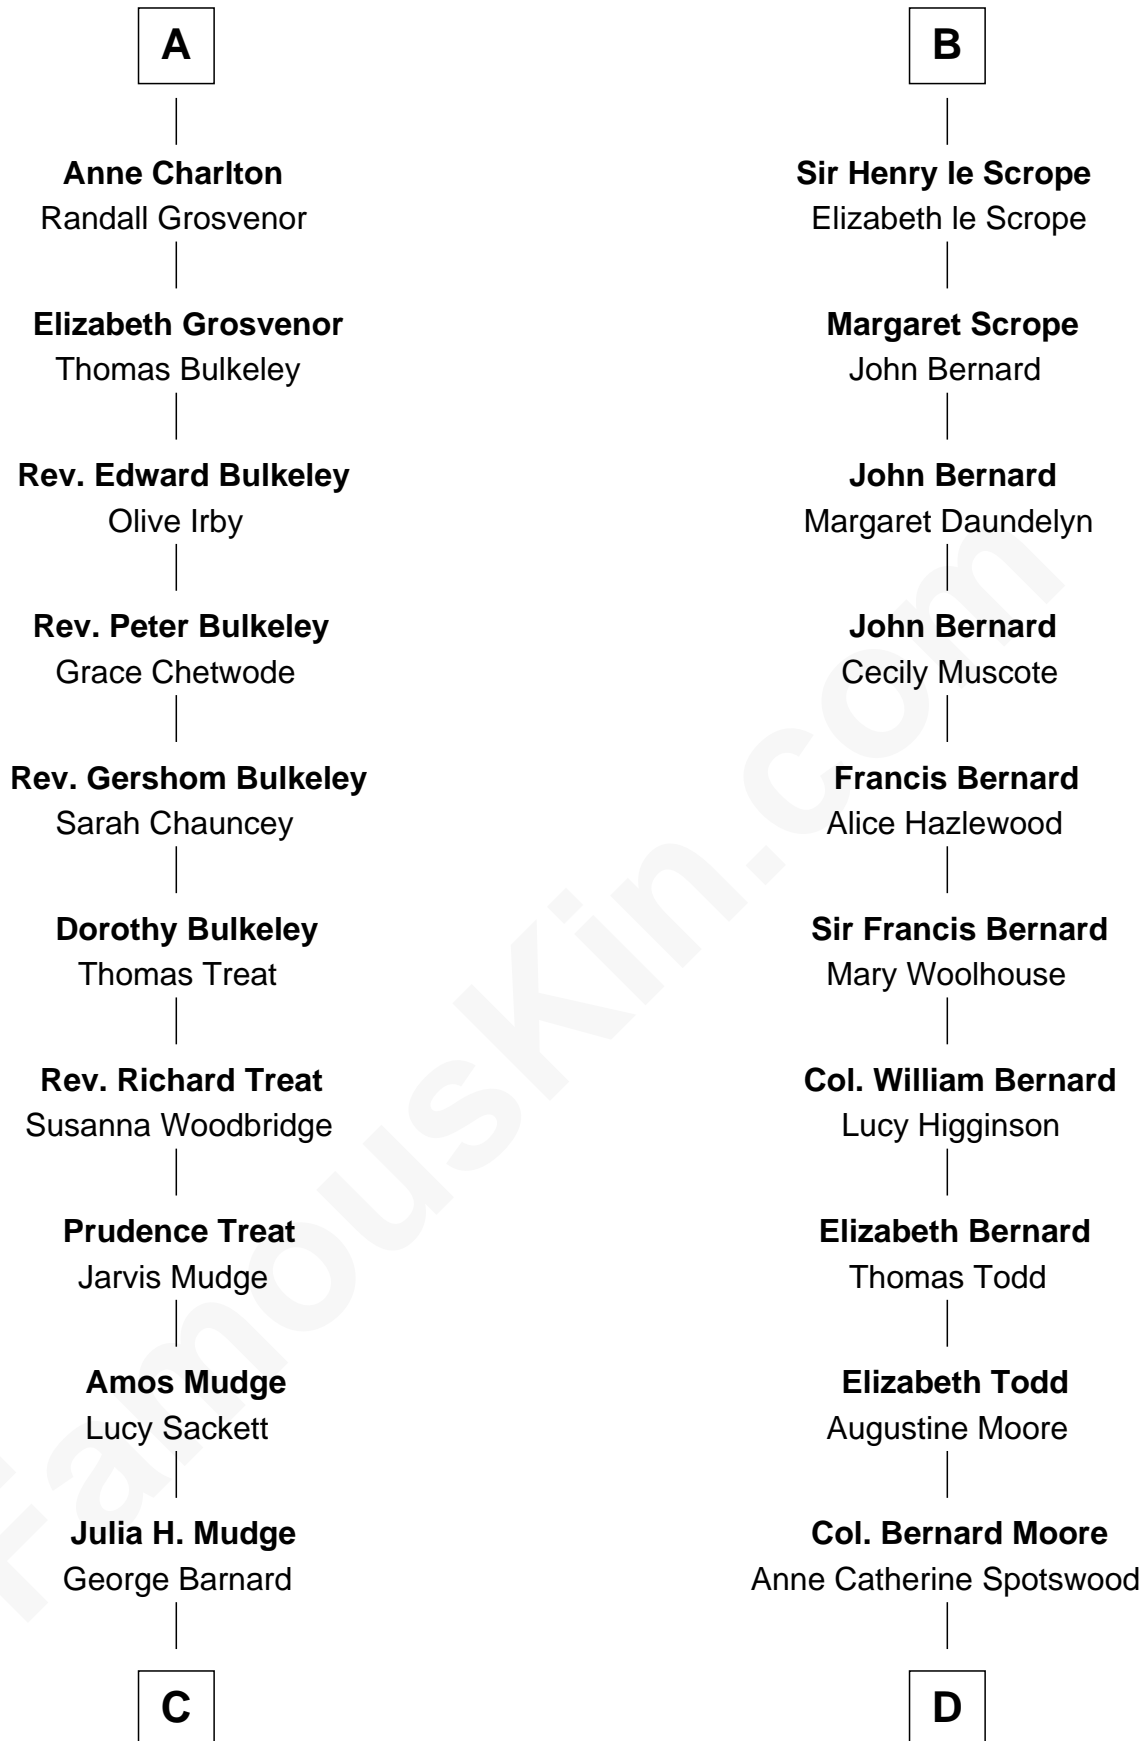 A
Anne Charlton
Randall Grosvenor
Elizabeth Grosvenor
Thomas Bulkeley
Rev. Edward Bulkeley
Olive Irby
Rev. Peter Bulkeley
Grace Chetwode
Rev. Gershom Bulkeley
Sarah Chauncey
Dorothy Bulkeley
Thomas Treat
Rev. Richard Treat
Susanna Woodbridge
Prudence Treat
Jarvis Mudge
Amos Mudge
Lucy Sackett
Julia H. Mudge
George Barnard
C
B
Sir Henry le Scrope
Elizabeth le Scrope
Margaret Scrope
John Bernard
John Bernard
Margaret Daundelyn
John Bernard
Cecily Muscote
Francis Bernard
Alice Hazlewood
Sir Francis Bernard
Mary Woolhouse
Col. William Bernard
Lucy Higginson
Elizabeth Bernard
Thomas Todd
Elizabeth Todd
Augustine Moore
Col. Bernard Moore
Anne Catherine Spotswood
D
FamousKin.com